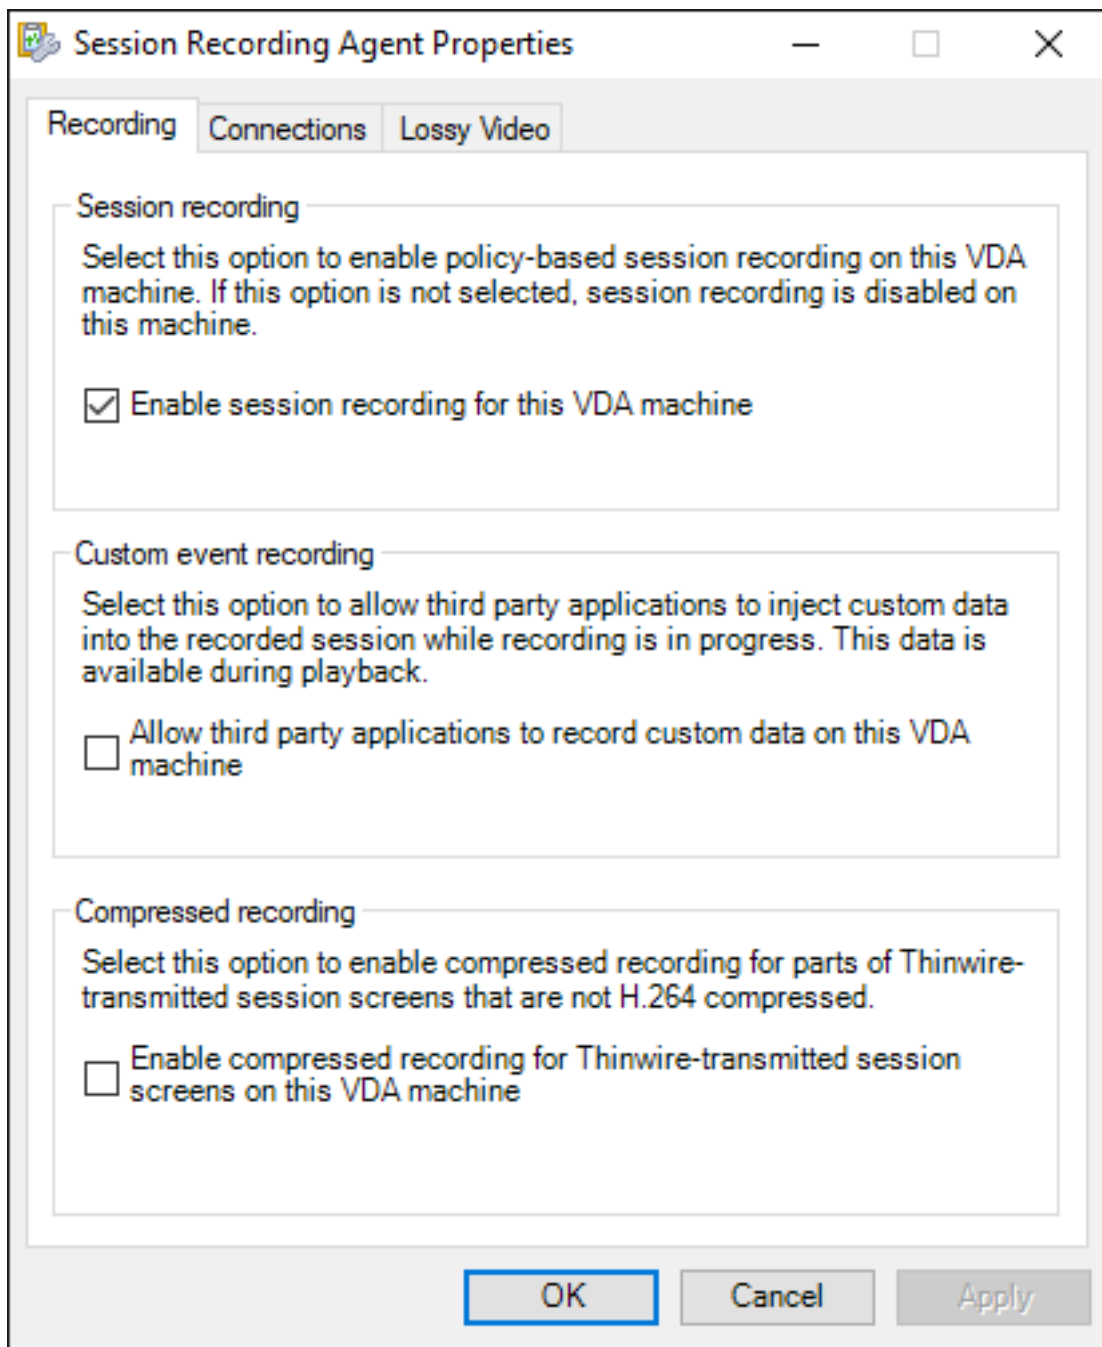 Session Recording Agent Properties
Recording
Connections
Lossy Video
Session recording
Select this option to enable policy-based session recording on this VDA
machine. If this option is not selected, session recording is disabled on
this machine.
Enable session recording for this VDA machine
Custom event recording
Select this option to allow third party applications to inject custom data
into the recorded session while recording is in progress. This data is
available during playback.
Allow third party applications to record custom data on this VDA
machine
Compressed recording
Select this option to enable compressed recording for parts of Thinwire-
transmitted session screens that are not H.264 compressed.
Enable compressed recording for Thinwire-transmitted session
screens on this VDA machine
OK
Cancel
Apply